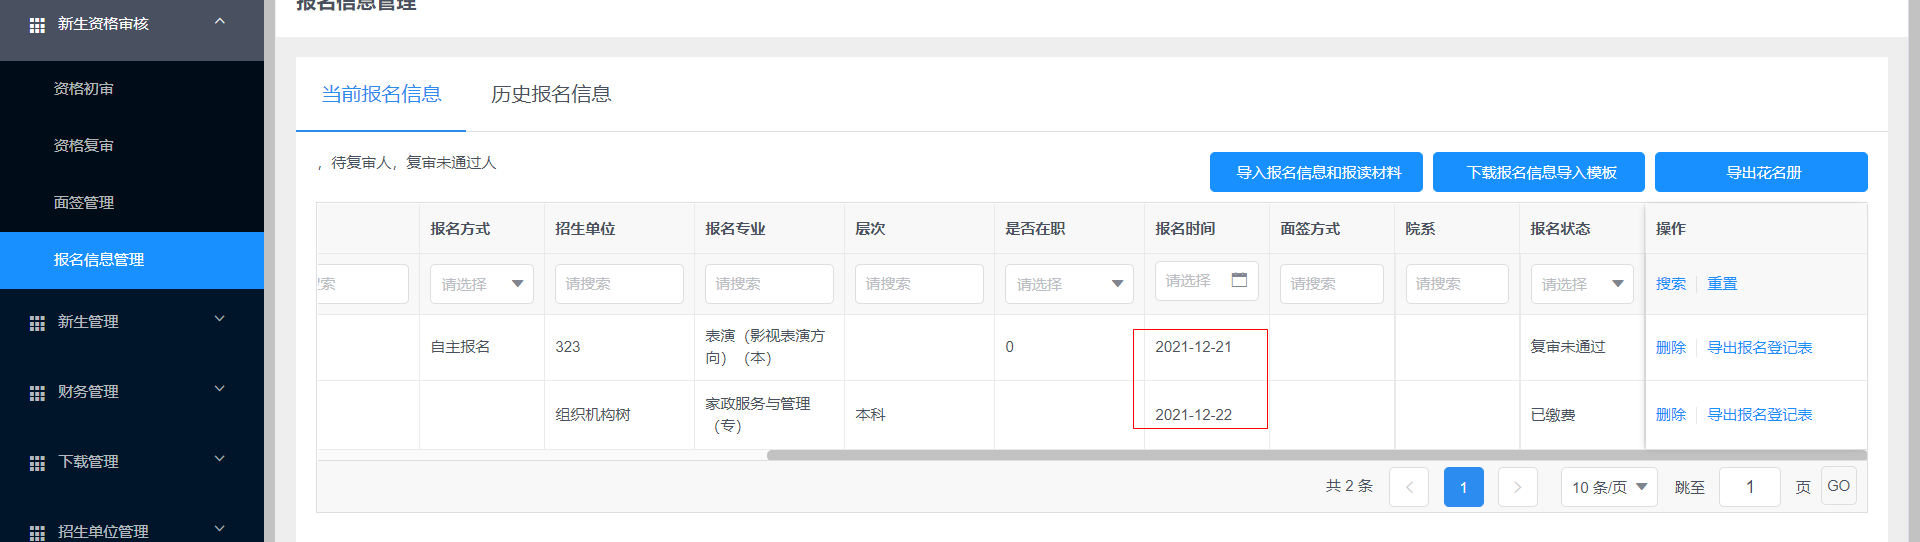 报名信息管理
新生资格审核
资格初审
资格复审
面签管理
报名信息管理
新生管理
财务管理
下载管理
招生单位管理
当前报名信息 历史报名信息
，待复审人，复审未通过人
导入报名信息和报读材料 下载报名信息导入模板 导出花名册
报名方式 招生单位 报名专业 层次 是否在职 报名时间 面签方式 院系 报名状态 操作
索 请选择 请搜索 请搜索 请搜索 请选择 请选择 请搜索 请搜索 请选择 搜索 重置
自主报名 323 表演（影视表演方 0 2021-12-21 复审未通过 删除 导出报名登记表
向）（本）
组织机构树 家政服务与管理 本科 2021-12-22 已缴费 删除 导出报名登记表
（专）
共 2 条 1 10 条/页 跳至 1 页 GO